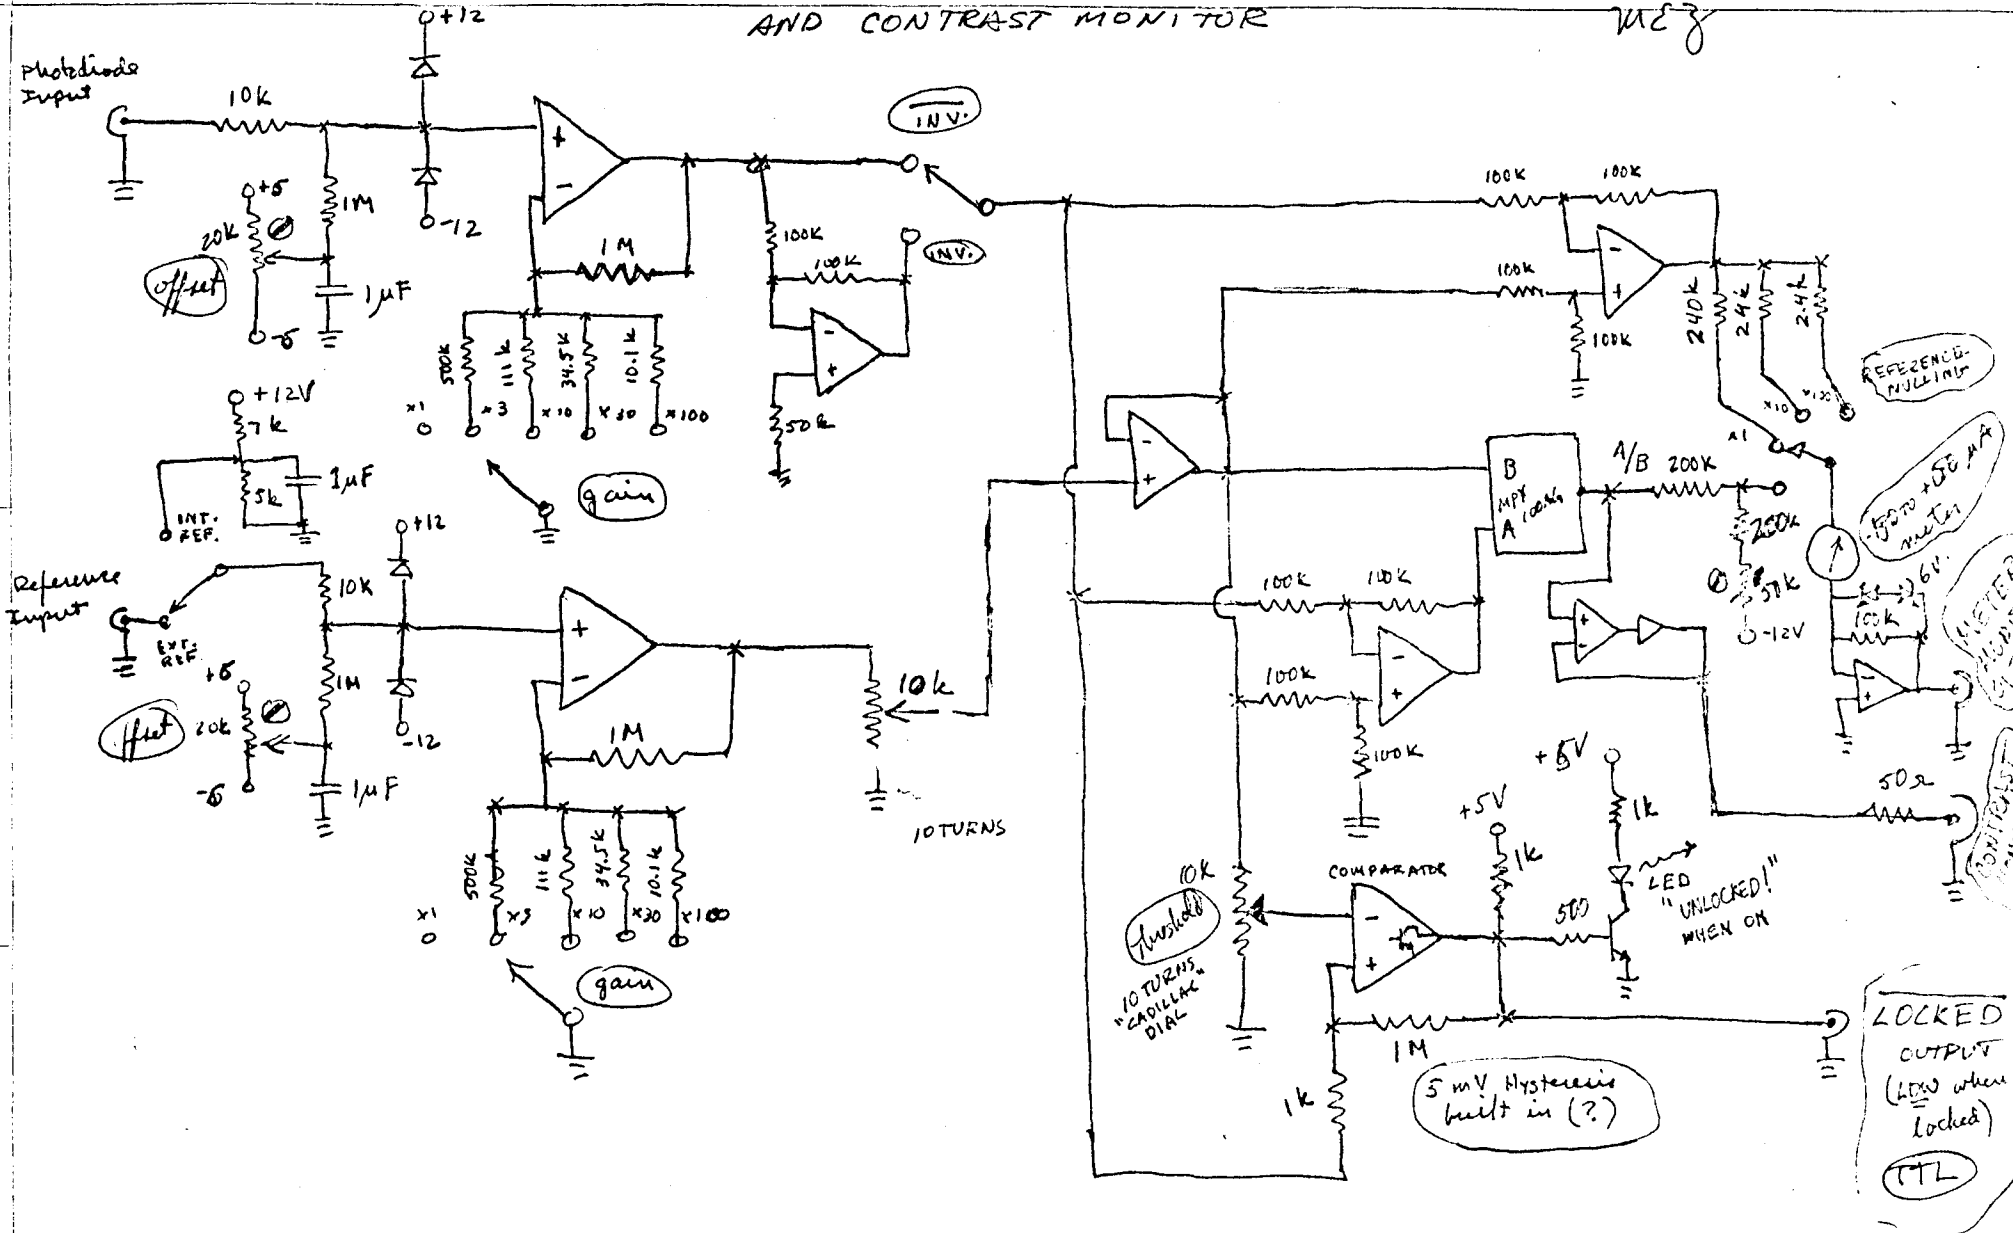 AND CONTRAST MONITOR
MEZ
+12
Photodiode
Input
10k
1M
+5
20k
offset
-5
1µF
-12
+
-
1M
500k
111k
34.5k
10.1k
x1
x3
x10
x30
x100
gain
INV.
100k
100k
INV.
-
+
50k
+12V
7k
5k
1µF
INT.
REF.
Reference
Input
EXT.
REF.
10k
1M
+5
20k
-5
1µF
+12
-12
+
-
1M
500k
111k
34.5k
10.1k
x1
x3
x10
x30
x100
gain
10k
10 TURNS
-
+
100k
100k
100k
-
+
100k
240k
24k
2.4k
x1
x10
x100
REFERENCE
NULLING
-50 TO +50 µA
meter
B
MPY
100
A
A/B
200k
50k
-12V
100k
100k
100k
-
+
100k
+
-
6V.
100k
-
+
METER
50Ω
CONTRAST
10k
threshold
10 TURNS
"CADILLAC"
DIAL
COMPARATOR
-
+
+5V
1k
+5V
1k
500
LED
"UNLOCKED!"
WHEN ON
1M
1k
5 mV Hysteresis
built in (?)
LOCKED
OUTPUT
(LOW when
locked)
TTL